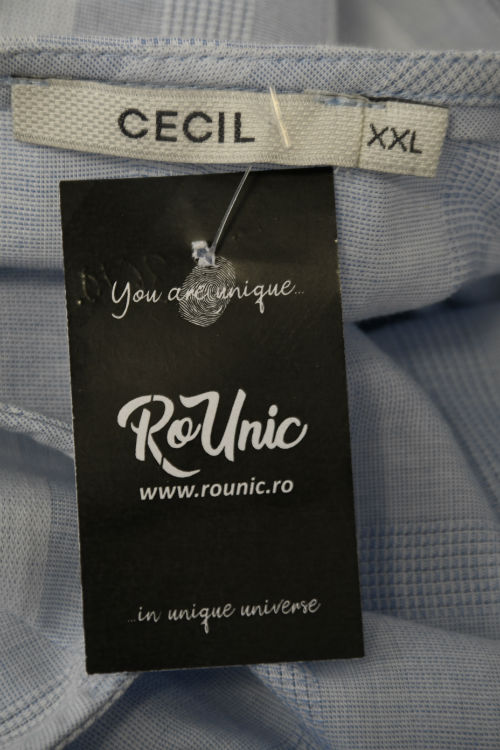 CECIL
XXL
You are unique...
RoUnic
www.rounic.ro
...in unique universe